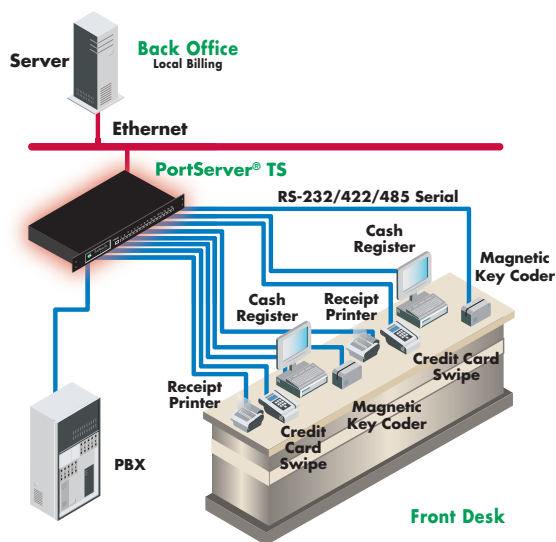 Back Office
Local Billing
Server
Ethernet
PortServer® TS
RS-232/422/485 Serial
Cash
Register
Magnetic
Key Coder
Cash
Register
Receipt
Printer
Credit Card
Swipe
Receipt
Printer
Credit
Card
Swipe
Magnetic
Key Coder
PBX
Front Desk